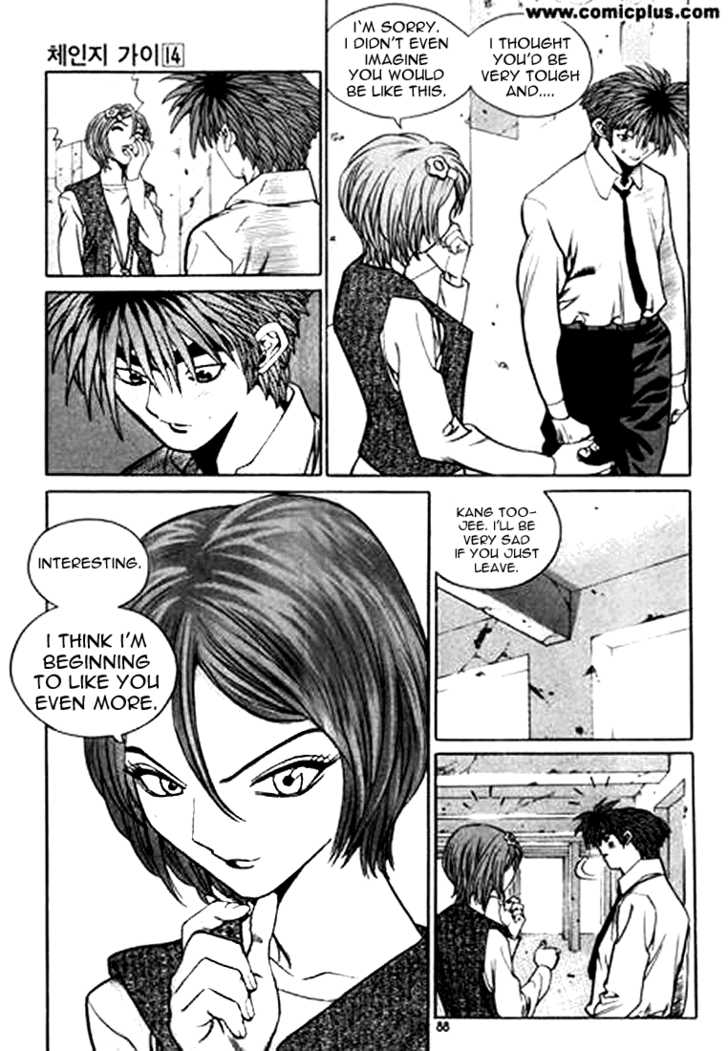 www.comicplus.com
체인지 가이 14
I'M SORRY.
I DIDN'T EVEN
IMAGINE
YOU WOULD
BE LIKE THIS.
I THOUGHT
YOU'D BE
VERY TOUGH
AND....
INTERESTING.
I THINK I'M
BEGINNING
TO LIKE YOU
EVEN MORE.
KANG TOO-
JEE. I'LL BE
VERY SAD
IF YOU JUST
LEAVE.
88